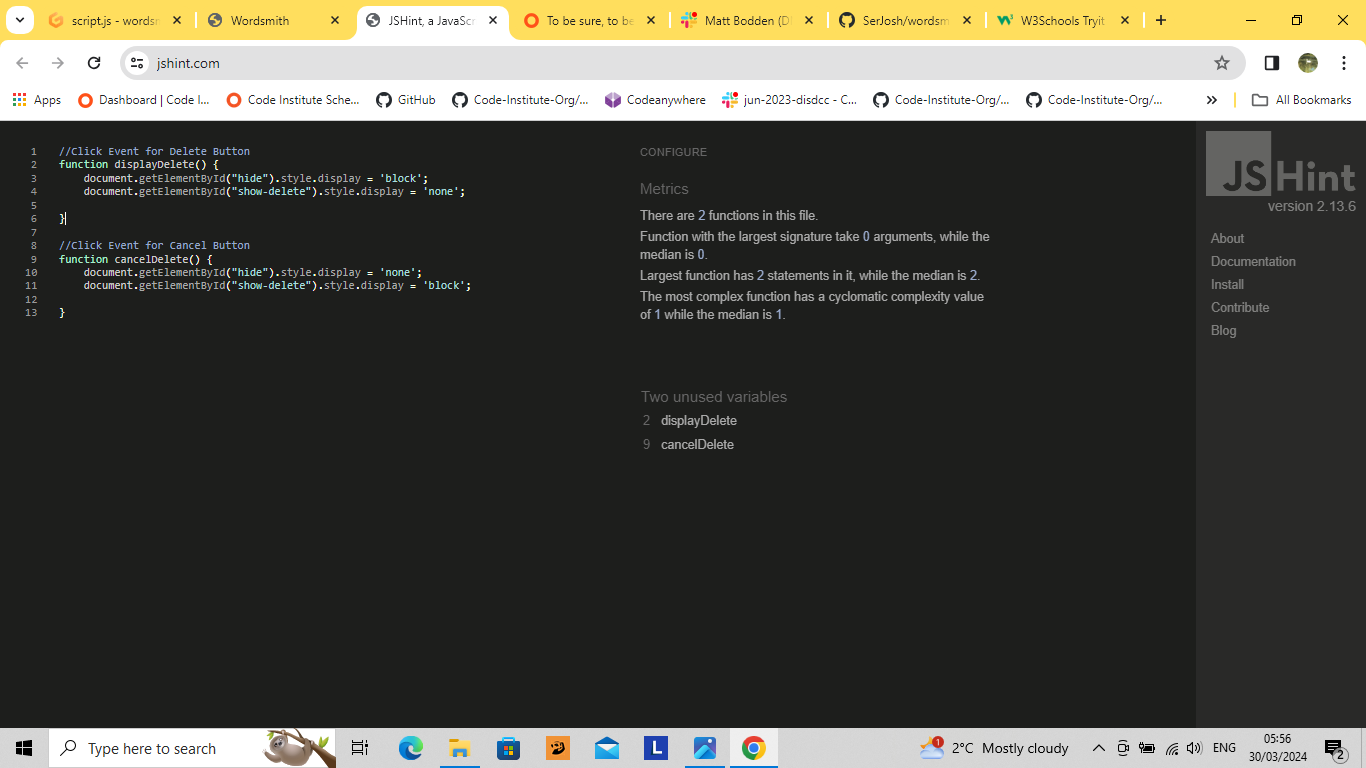 script.js - wordsm
Wordsmith
JSHint, a JavaScr
To be sure, to be
Matt Bodden (DI
SerJosh/wordsm
W3Schools Tryit
jshint.com
Apps
Dashboard | Code I...
Code Institute Sche...
GitHub
Code-Institute-Org/...
Codeanywhere
jun-2023-disdcc - C...
Code-Institute-Org/...
Code-Institute-Org/...
All Bookmarks
1 //Click Event for Delete Button
2 function displayDelete() {
3 document.getElementById("hide").style.display = 'block';
4 document.getElementById("show-delete").style.display = 'none';
5
6 }
7
8 //Click Event for Cancel Button
9 function cancelDelete() {
10 document.getElementById("hide").style.display = 'none';
11 document.getElementById("show-delete").style.display = 'block';
12
13 }
CONFIGURE
Metrics
There are 2 functions in this file.
Function with the largest signature take 0 arguments, while the
median is 0.
Largest function has 2 statements in it, while the median is 2.
The most complex function has a cyclomatic complexity value
of 1 while the median is 1.
Two unused variables
2 displayDelete
9 cancelDelete
JSHint
version 2.13.6
About
Documentation
Install
Contribute
Blog
Type here to search
L
1
2°C Mostly cloudy
ENG
05:56
30/03/2024
2